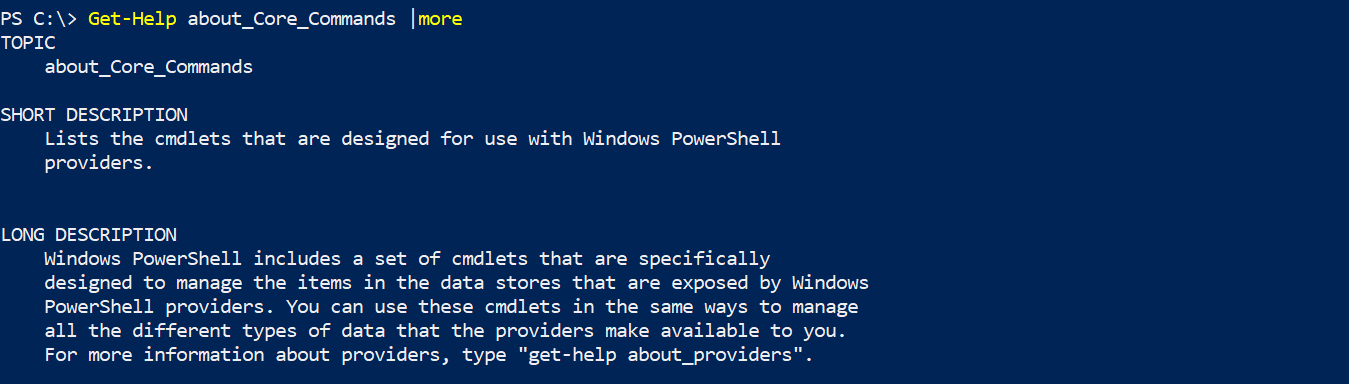 PS C:\> Get-Help about_Core_Commands |more
TOPIC
about_Core_Commands
SHORT DESCRIPTION
Lists the cmdlets that are designed for use with Windows PowerShell
providers.
LONG DESCRIPTION
Windows PowerShell includes a set of cmdlets that are specifically
designed to manage the items in the data stores that are exposed by Windows
PowerShell providers. You can use these cmdlets in the same ways to manage
all the different types of data that the providers make available to you.
For more information about providers, type "get-help about_providers".